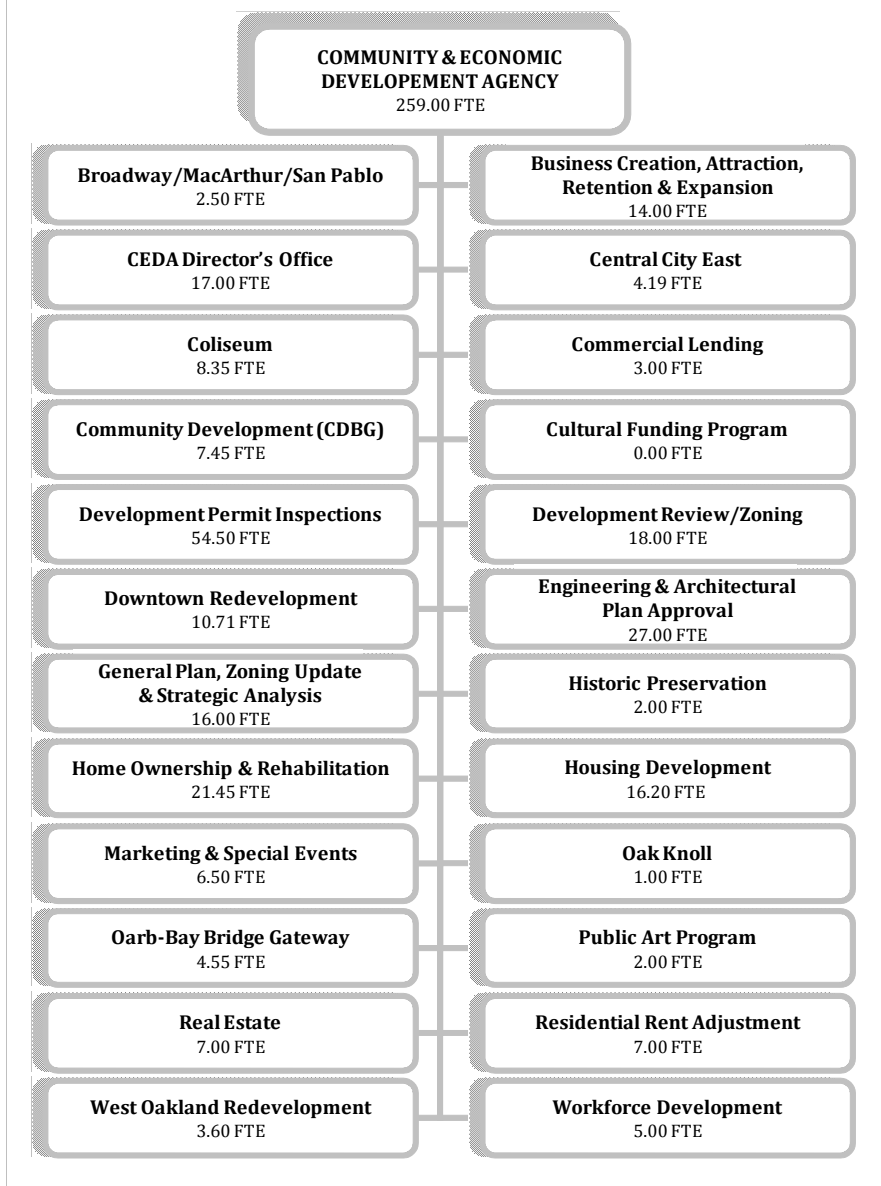 COMMUNITY & ECONOMIC
DEVELOPEMENT AGENCY
259.00 FTE
Broadway/MacArthur/San Pablo
2.50 FTE
Business Creation, Attraction,
Retention & Expansion
14.00 FTE
CEDA Director's Office
17.00 FTE
Central City East
4.19 FTE
Coliseum
8.35 FTE
Commercial Lending
3.00 FTE
Community Development (CDBG)
7.45 FTE
Cultural Funding Program
0.00 FTE
Development Permit Inspections
54.50 FTE
Development Review/Zoning
18.00 FTE
Downtown Redevelopment
10.71 FTE
Engineering & Architectural
Plan Approval
27.00 FTE
General Plan, Zoning Update
& Strategic Analysis
16.00 FTE
Historic Preservation
2.00 FTE
Home Ownership & Rehabilitation
21.45 FTE
Housing Development
16.20 FTE
Marketing & Special Events
6.50 FTE
Oak Knoll
1.00 FTE
Oarb-Bay Bridge Gateway
4.55 FTE
Public Art Program
2.00 FTE
Real Estate
7.00 FTE
Residential Rent Adjustment
7.00 FTE
West Oakland Redevelopment
3.60 FTE
Workforce Development
5.00 FTE